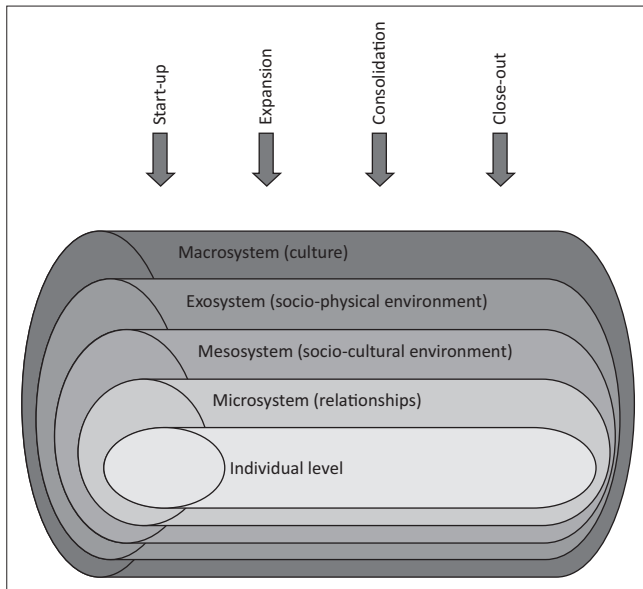 Start-up
Expansion
Consolidation
Close-out
Macrosystem (culture)
Exosystem (socio-physical environment)
Mesosystem (socio-cultural environment)
Microsystem (relationships)
Individual level